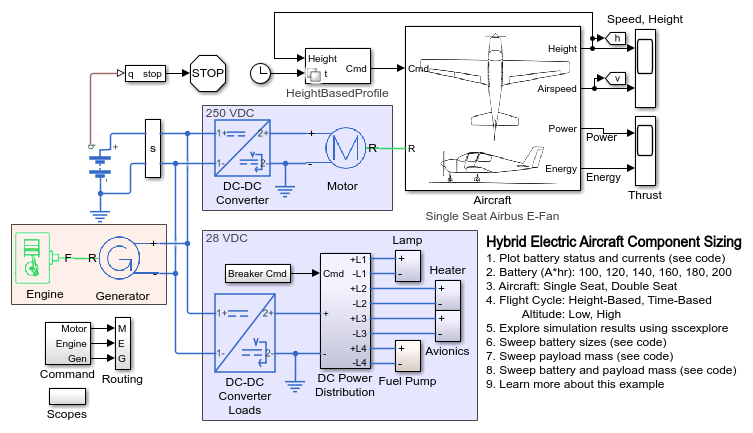 Speed, Height
h
Height
Height
t
Cmd
Cmd
HeightBasedProfile
v
Airspeed
q stop
STOP
Power
Power
Energy
Energy
Thrust
Aircraft
Single Seat Airbus E-Fan
250 VDC
1+ = 2+
+
1- V 2-
-
M
R
R
DC-DC
Converter
Motor
q
+
s
F
R
G
+
-
Engine
Generator
28 VDC
Breaker Cmd
Cmd
+L1
-L1
+L2
-L2
+L3
-L3
+L4
-L4
+
-
Lamp
+
-
Heater
+
-
+
-
Avionics
+
-
Fuel Pump
1+ = 2+
1- V 2-
DC-DC
Converter
Loads
DC Power
Distribution
Motor
Engine
Gen
Command
M
E
G
Routing
Scopes
Hybrid Electric Aircraft Component Sizing
1. Plot battery status and currents (see code)
2. Battery (A*hr): 100, 120, 140, 160, 180, 200
3. Aircraft: Single Seat, Double Seat
4. Flight Cycle: Height-Based, Time-Based
Altitude: Low, High
5. Explore simulation results using sscexplore
6. Sweep battery sizes (see code)
7. Sweep payload mass (see code)
8. Sweep battery and payload mass (see code)
9. Learn more about this example